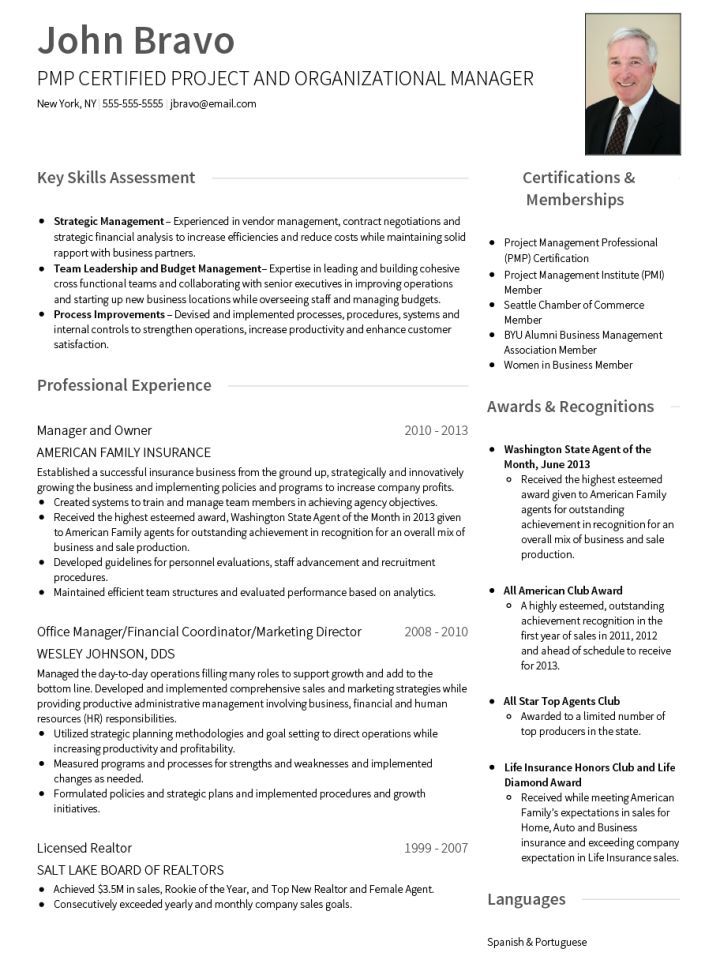 John Bravo
PMP CERTIFIED PROJECT AND ORGANIZATIONAL MANAGER
New York, NY | 555-555-5555 | jbravo@email.com
Key Skills Assessment
• Strategic Management – Experienced in vendor management, contract negotiations and
strategic financial analysis to increase efficiencies and reduce costs while maintaining solid
rapport with business partners.
• Team Leadership and Budget Management– Expertise in leading and building cohesive
cross functional teams and collaborating with senior executives in improving operations
and starting up new business locations while overseeing staff and managing budgets.
• Process Improvements – Devised and implemented processes, procedures, systems and
internal controls to strengthen operations, increase productivity and enhance customer
satisfaction.
Professional Experience
Manager and Owner 2010 - 2013
AMERICAN FAMILY INSURANCE
Established a successful insurance business from the ground up, strategically and innovatively
growing the business and implementing policies and programs to increase company profits.
• Created systems to train and manage team members in achieving agency objectives.
• Received the highest esteemed award, Washington State Agent of the Month in 2013 given
to American Family agents for outstanding achievement in recognition for an overall mix of
business and sale production.
• Developed guidelines for personnel evaluations, staff advancement and recruitment
procedures.
• Maintained efficient team structures and evaluated performance based on analytics.
Office Manager/Financial Coordinator/Marketing Director 2008 - 2010
WESLEY JOHNSON, DDS
Managed the day-to-day operations filling many roles to support growth and add to the
bottom line. Developed and implemented comprehensive sales and marketing strategies while
providing productive administrative management involving business, financial and human
resources (HR) responsibilities.
• Utilized strategic planning methodologies and goal setting to direct operations while
increasing productivity and profitability.
• Measured programs and processes for strengths and weaknesses and implemented
changes as needed.
• Formulated policies and strategic plans and implemented procedures and growth
initiatives.
Licensed Realtor 1999 - 2007
SALT LAKE BOARD OF REALTORS
• Achieved $3.5M in sales, Rookie of the Year, and Top New Realtor and Female Agent.
• Consecutively exceeded yearly and monthly company sales goals.
Certifications &
Memberships
• Project Management Professional
(PMP) Certification
• Project Management Institute (PMI)
Member
• Seattle Chamber of Commerce
Member
• BYU Alumni Business Management
Association Member
• Women in Business Member
Awards & Recognitions
• Washington State Agent of the
Month, June 2013
○ Received the highest esteemed
award given to American Family
agents for outstanding
achievement in recognition for an
overall mix of business and sale
production.
• All American Club Award
○ A highly esteemed, outstanding
achievement recognition in the
first year of sales in 2011, 2012
and ahead of schedule to receive
for 2013.
• All Star Top Agents Club
○ Awarded to a limited number of
top producers in the state.
• Life Insurance Honors Club and Life
Diamond Award
○ Received while meeting American
Family's expectations in sales for
Home, Auto and Business
insurance and exceeding company
expectation in Life Insurance sales.
Languages
Spanish & Portuguese